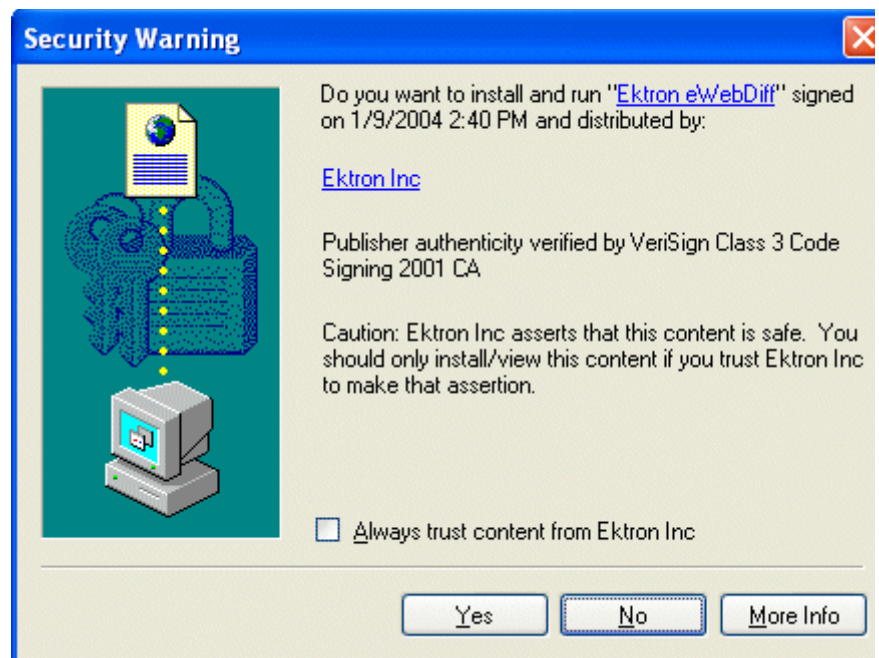 Security Warning
Do you want to install and run "Ektron eWebDiff" signed
on 1/9/2004 2:40 PM and distributed by:
Ektron Inc
Publisher authenticity verified by VeriSign Class 3 Code
Signing 2001 CA
Caution: Ektron Inc asserts that this content is safe.  You
should only install/view this content if you trust Ektron Inc
to make that assertion.
Always trust content from Ektron Inc
Yes
No
More Info